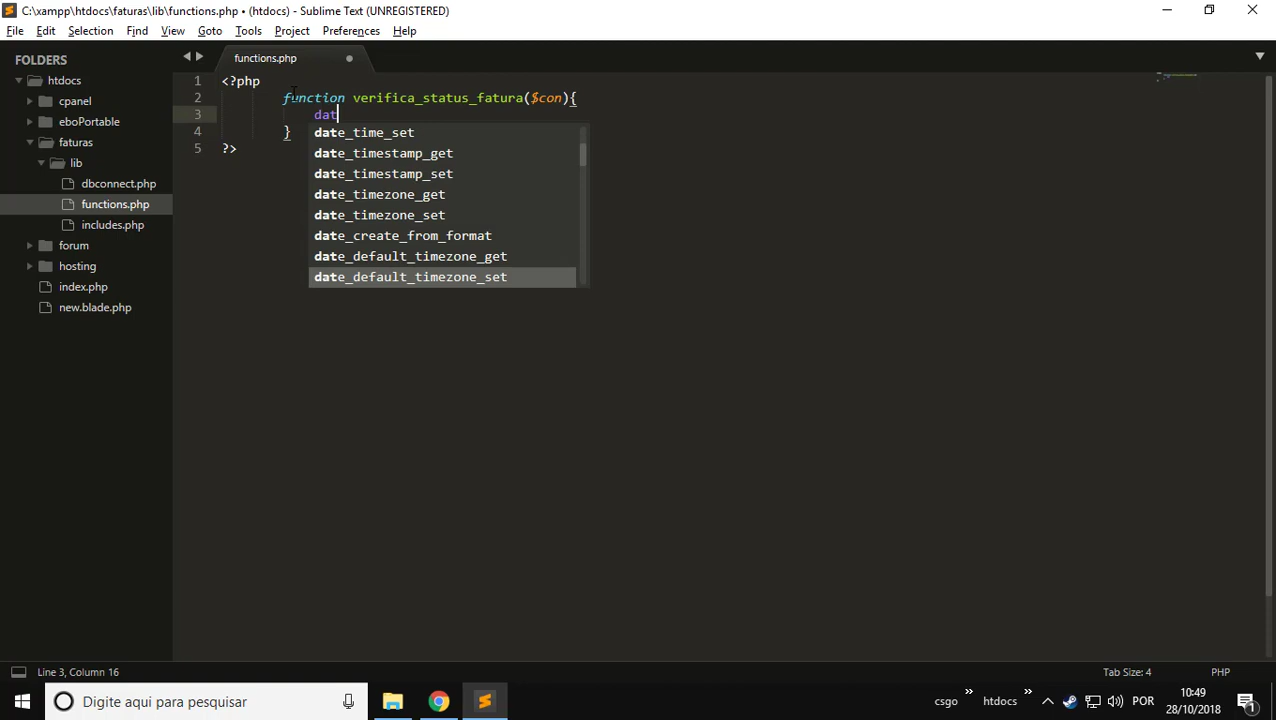 C:\xampp\htdocs\faturas\lib\functions.php • (htdocs) - Sublime Text (UNREGISTERED)
File Edit Selection Find View Goto Tools Project Preferences Help
FOLDERS
htdocs
cpanel
eboPortable
faturas
lib
dbconnect.php
functions.php
includes.php
forum
hosting
index.php
new.blade.php
functions.php
1 <?php
2 function verifica_status_fatura($con){
3 dat
4 }
5 ?>
date_time_set
date_timestamp_get
date_timestamp_set
date_timezone_get
date_timezone_set
date_create_from_format
date_default_timezone_get
date_default_timezone_set
Line 3, Column 16
Tab Size: 4
PHP
Digite aqui para pesquisar
csgo
»
htdocs
»
POR
10:49
28/10/2018
1